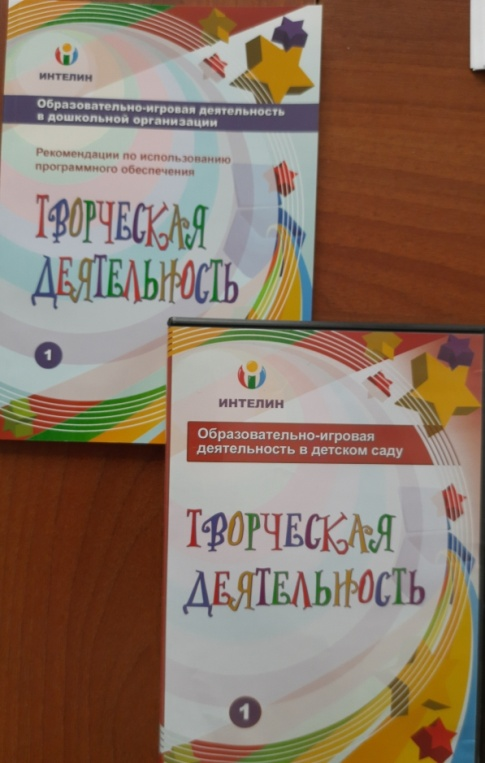 ИНТЕЛИН
Образовательно-игровая деятельность
в дошкольной организации
Рекомендации по использованию
программного обеспечения
ТВОРЧЕСКАЯ
ДЕЯТЕЛЬНОСТЬ
1
ИНТЕЛИН
Образовательно-игровая
деятельность в детском саду
ТВОРЧЕСКАЯ
ДЕЯТЕЛЬНОСТЬ
1